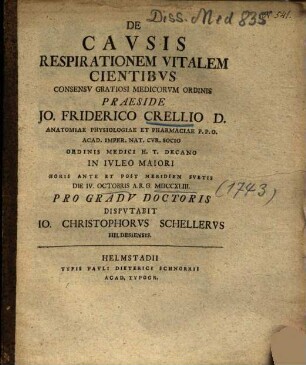 Diss. Med 835
541.
DE
CAVSIS
RESPIRATIONEM VITALEM
CIENTIBVS
CONSENSV GRATIOSI MEDICORVM ORDINIS
PRAESIDE
JO. FRIDERICO CRELLIO D.
ANATOMIAE PHYSIOLOGIAE ET PHARMACIAE P. P. O.
ACAD. IMPER. NAT. CVR. SOCIO
ORDINIS MEDICI H. T. DECANO
IN IVLEO MAIORI
HORIS ANTE ET POST MERIDIEM SVETIS
DIE IV. OCTOBRIS A. R. G. MDCCXLIII.
(1743)
PRO GRADV DOCTORIS
DISPVTABIT
IO. CHRISTOPHORVS SCHELLERVS
HELDERIENSIS.
HELMSTADII
TYPIS PAVLI DIETERICI SCHNORRII
ACAD. TYPOGR.